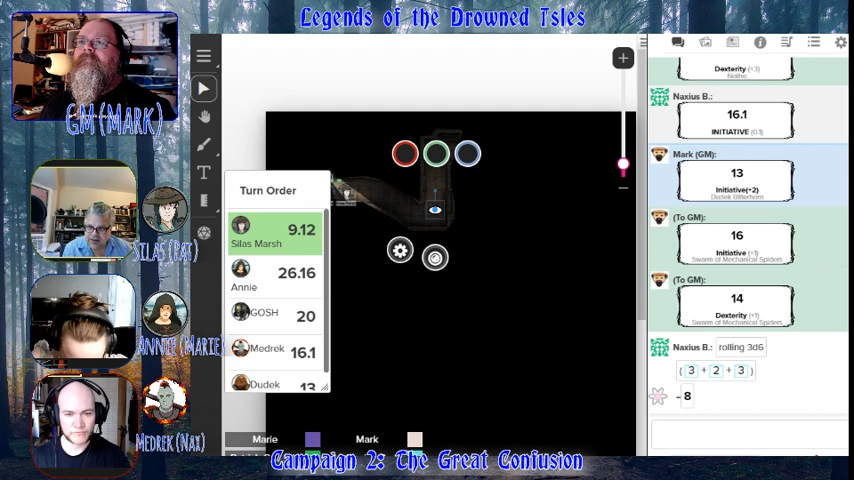 Legends of the Drowned Isles
GM (MARK)
SILAS (PAT)
ANNIE (MARIE)
MEDREK (NAX)
T
Turn Order
9.12
Silas Marsh
26.16
Annie
GOSH
20
Medrek
16.1
Dudek
13
Marie
Mark
Campaign 2: The Great Confusion
Dexterity (+3)
Nothic
Naxius B.:
16.1
INITIATIVE (0.1)
Mark (GM):
13
Initiative(+2)
Dudek Bitterhorn
(To GM):
16
Initiative (+1)
Swarm of Mechanical Spiders
(To GM):
14
Dexterity (+1)
Swarm of Mechanical Spiders
Naxius B.: rolling 3d6
(3+2+3)
=8